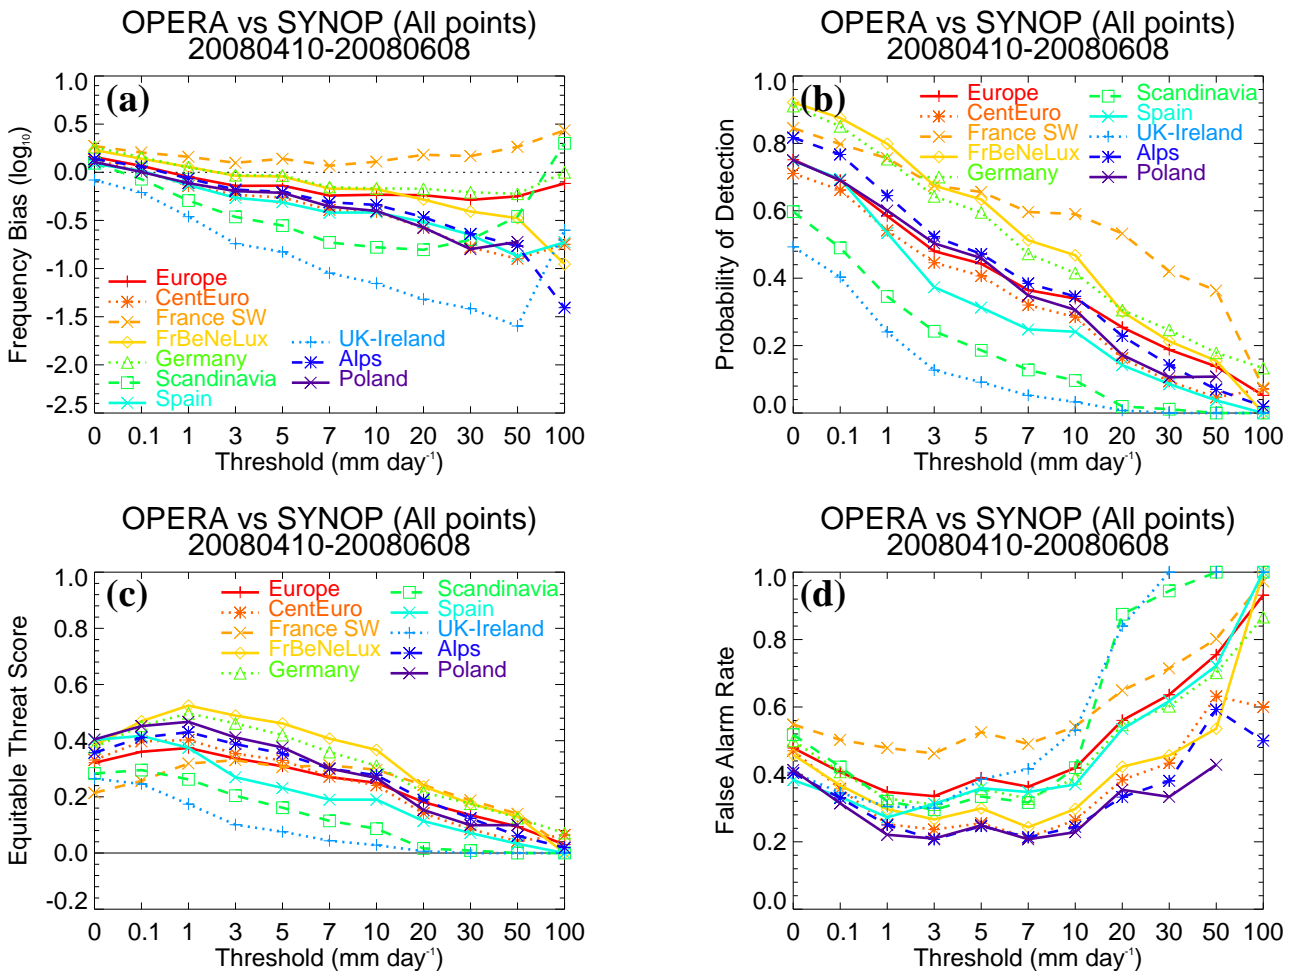 OPERA vs SYNOP (All points)
20080410-20080608
(a)
Frequency Bias (log₁₀)
1.0
0.5
0.0
-0.5
-1.0
-1.5
-2.0
-2.5
Europe
CentEuro
France SW
FrBeNeLux
Germany
Scandinavia
Spain
UK-Ireland
Alps
Poland
0 0.1 1 3 5 7 10 20 30 50 100
Threshold (mm day⁻¹)
OPERA vs SYNOP (All points)
20080410-20080608
(b)
Probability of Detection
1.0
0.8
0.6
0.4
0.2
0.0
Europe
CentEuro
France SW
FrBeNeLux
Germany
Scandinavia
Spain
UK-Ireland
Alps
Poland
0 0.1 1 3 5 7 10 20 30 50 100
Threshold (mm day⁻¹)
OPERA vs SYNOP (All points)
20080410-20080608
(c)
Equitable Threat Score
1.0
0.8
0.6
0.4
0.2
0.0
-0.2
Europe
CentEuro
France SW
FrBeNeLux
Germany
Scandinavia
Spain
UK-Ireland
Alps
Poland
0 0.1 1 3 5 7 10 20 30 50 100
Threshold (mm day⁻¹)
OPERA vs SYNOP (All points)
20080410-20080608
(d)
False Alarm Rate
1.0
0.8
0.6
0.4
0.2
0.0
0 0.1 1 3 5 7 10 20 30 50 100
Threshold (mm day⁻¹)